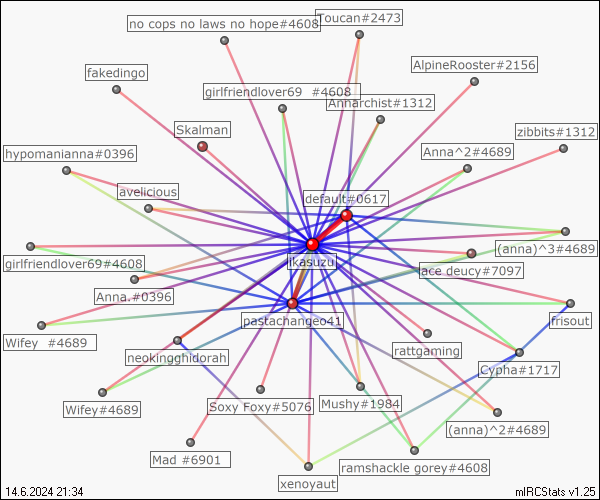 no cops no laws no hope#4608
Toucan#2473
fakedingo
AlpineRooster#2156
girlfriendlover69 #4608
Annarchist#1312
Skalman
zibbits#1312
hypomanianna#0396
Anna^2#4689
avelicious
default#0617
(anna)^3#4689
ikasuzu
girlfriendlover69#4608
ace deucy#7097
Anna.#0396
pastachangeo41
frisout
Wifey #4689
neokingghidorah
rattgaming
Cypha#1717
Wifey#4689
Soxy Foxy#5076
Mushy#1984
(anna)^2#4689
Mad #6901
ramshackle gorey#4608
xenoyaut
14.6.2024 21:34
mIRCStats v1.25